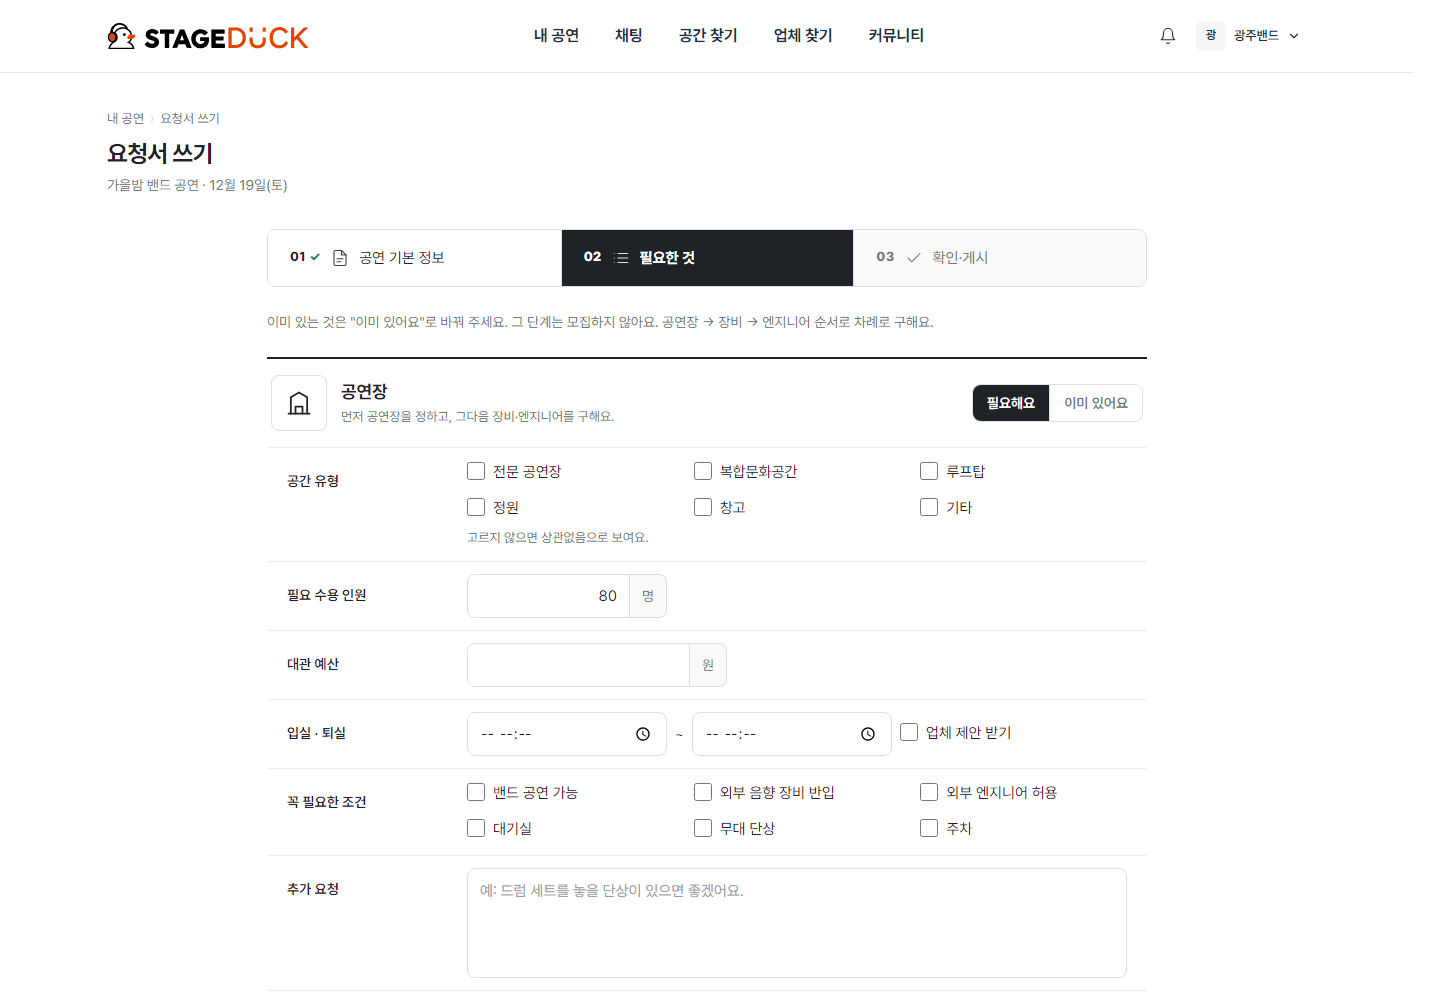 STAGEDUCK
내 공연 채팅 공간 찾기 업체 찾기 커뮤니티
광 광주밴드
내 공연 › 요청서 쓰기
요청서 쓰기
가을밤 밴드 공연 · 12월 19일(토)
01 공연 기본 정보
02 필요한 것
03 확인·게시
이미 있는 것은 "이미 있어요"로 바꿔 주세요. 그 단계는 모집하지 않아요. 공연장 → 장비 → 엔지니어 순서로 차례로 구해요.
공연장
먼저 공연장을 정하고, 그다음 장비·엔지니어를 구해요.
필요해요 이미 있어요
공간 유형
전문 공연장 복합문화공간 루프탑
정원 창고 기타
고르지 않으면 상관없음으로 보여요.
필요 수용 인원 80 명
대관 예산 원
입실 · 퇴실 -- --:-- ~ -- --:-- 업체 제안 받기
꼭 필요한 조건
밴드 공연 가능 외부 음향 장비 반입 외부 엔지니어 허용
대기실 무대 단상 주차
추가 요청
예: 드럼 세트를 놓을 단상이 있으면 좋겠어요.